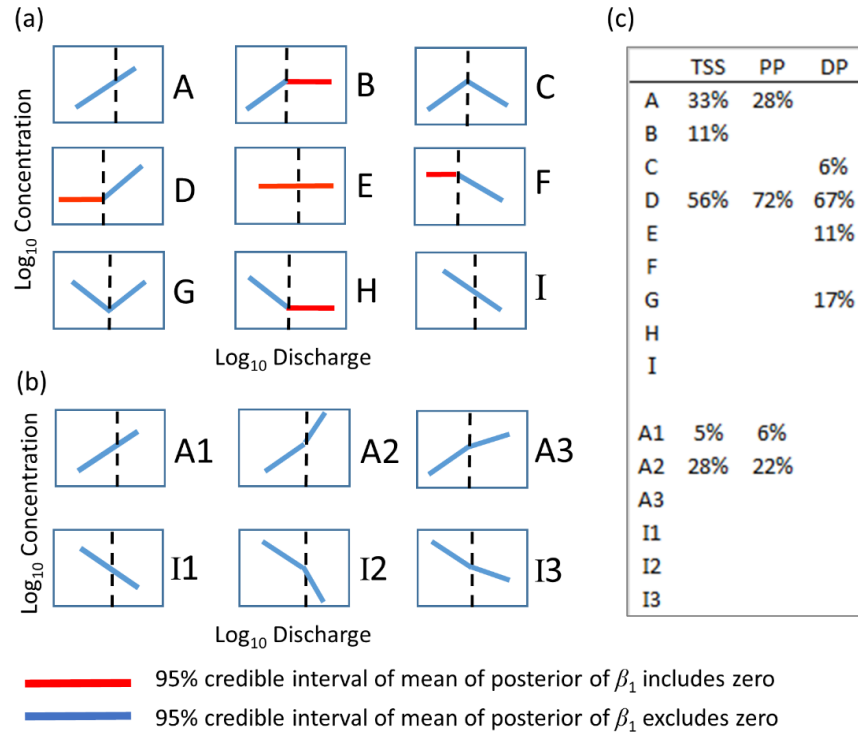 (a)
A
B
C
D
E
F
G
H
I
Log₁₀ Concentration
Log₁₀ Discharge
(b)
A1
A2
A3
I1
I2
I3
Log₁₀ Concentration
Log₁₀ Discharge
(c)
TSS PP DP
A 33% 28%
B 11%
C 6%
D 56% 72% 67%
E 11%
F
G 17%
H
I
A1 5% 6%
A2 28% 22%
A3
I1
I2
I3
95% credible interval of mean of posterior of β₁ includes zero
95% credible interval of mean of posterior of β₁ excludes zero